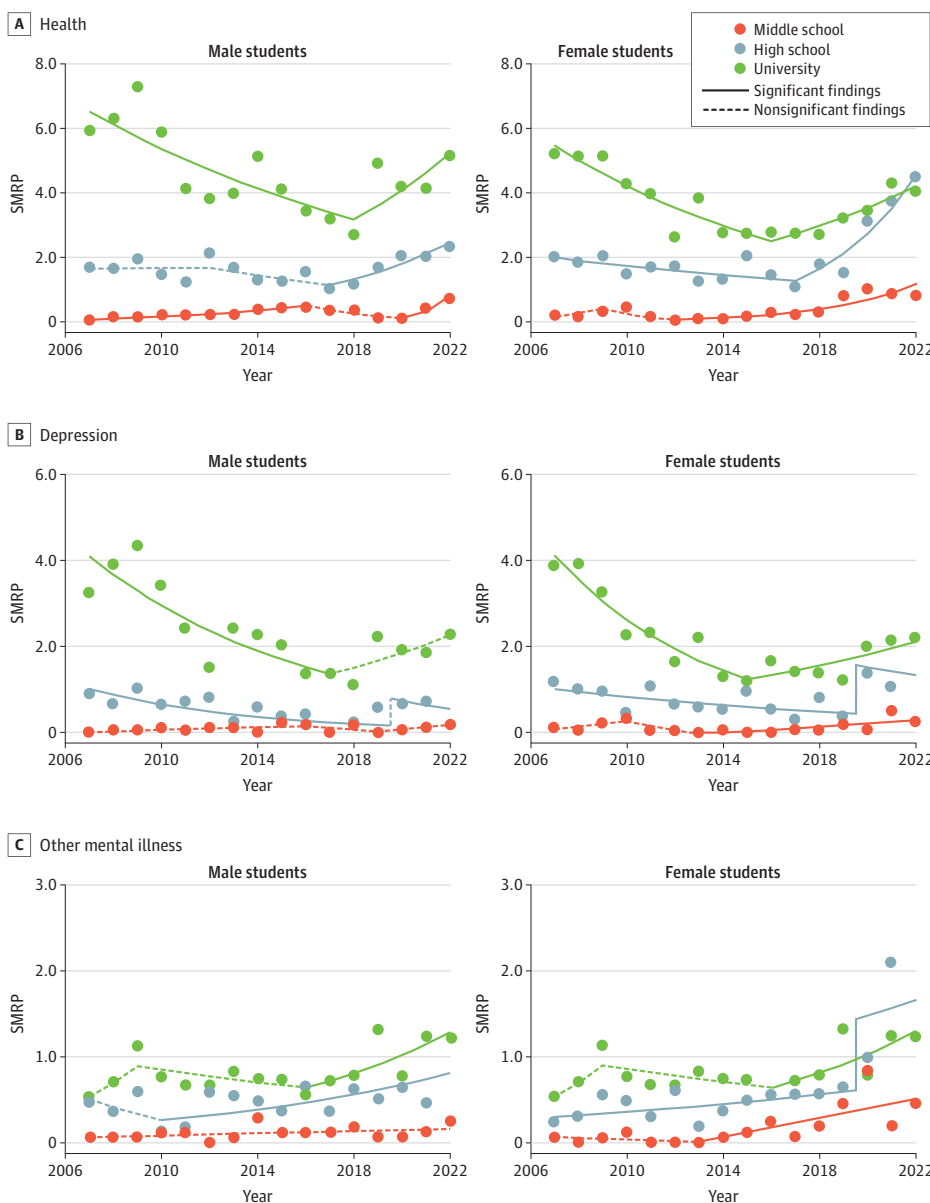 A Health
Male students
Female students
Middle school
High school
University
Significant findings
Nonsignificant findings
8.0
6.0
4.0
2.0
0
SMRP
2006
2010
2014
2018
2022
Year
8.0
6.0
4.0
2.0
0
SMRP
2006
2010
2014
2018
2022
Year
B Depression
Male students
Female students
6.0
4.0
2.0
0
SMRP
2006
2010
2014
2018
2022
Year
6.0
4.0
2.0
0
SMRP
2006
2010
2014
2018
2022
Year
C Other mental illness
Male students
Female students
3.0
2.0
1.0
0
SMRP
2006
2010
2014
2018
2022
Year
3.0
2.0
1.0
0
SMRP
2006
2010
2014
2018
2022
Year